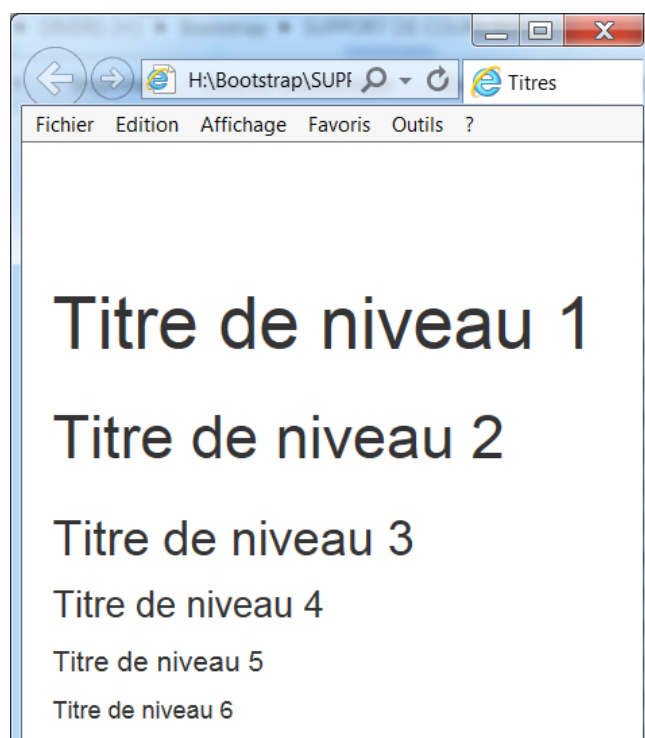 H:\Bootstrap\SUPF
Titres
Fichier Edition Affichage Favoris Outils ?
Titre de niveau 1
Titre de niveau 2
Titre de niveau 3
Titre de niveau 4
Titre de niveau 5
Titre de niveau 6